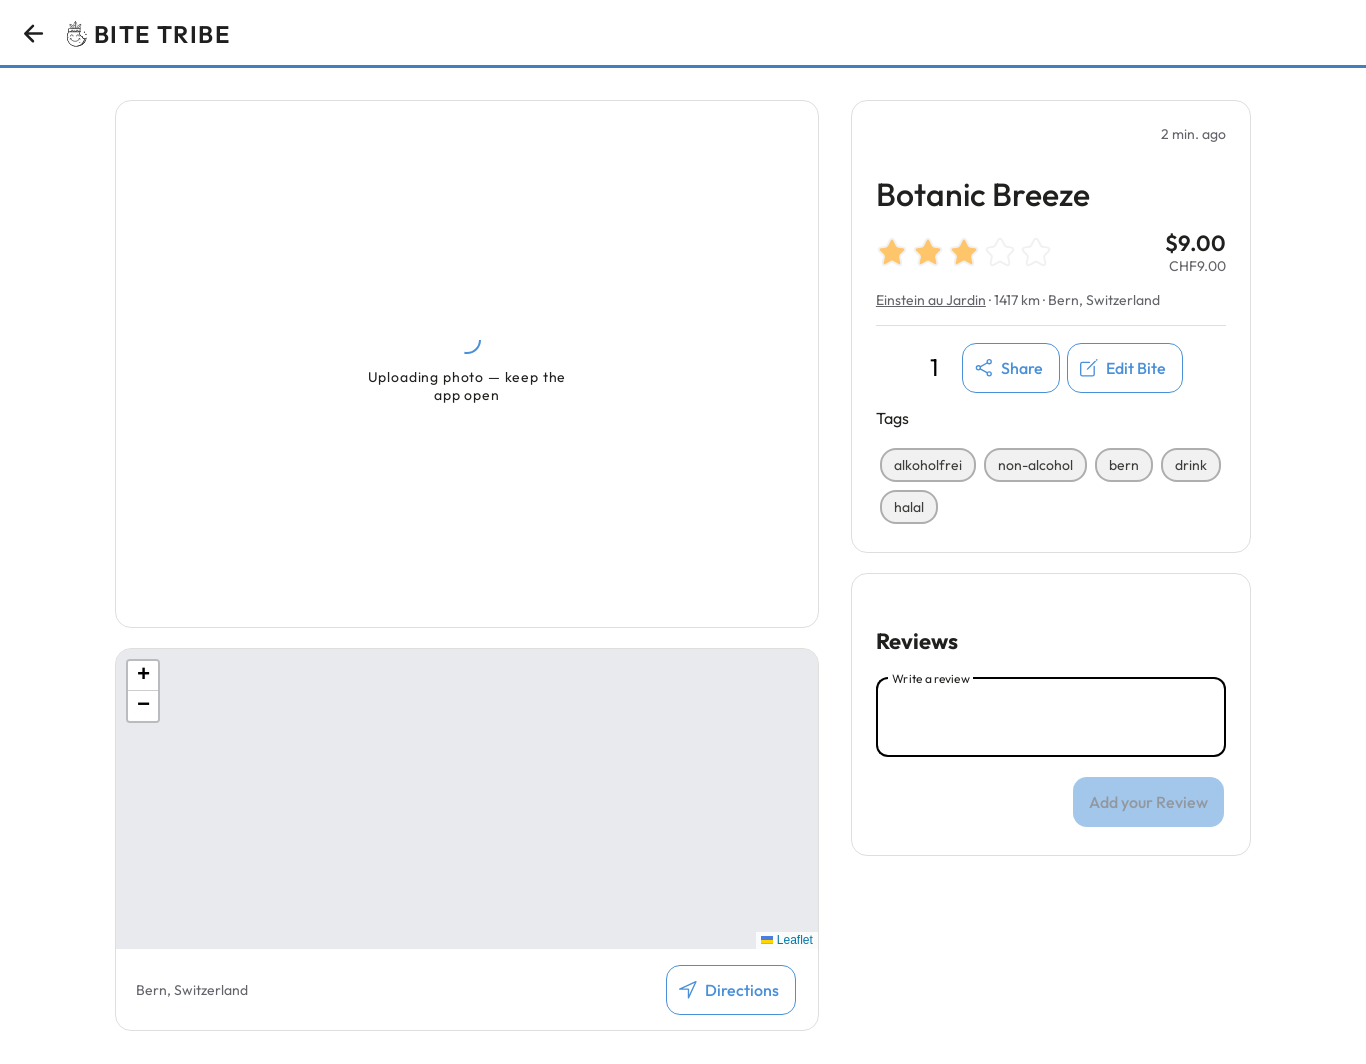 BITE TRIBE
Uploading photo — keep the
app open
+
−
Leaflet
Bern, Switzerland
Directions
2 min. ago
Botanic Breeze
$9.00
CHF9.00
Einstein au Jardin · 1417 km · Bern, Switzerland
1
Share
Edit Bite
Tags
alkoholfrei
non-alcohol
bern
drink
halal
Reviews
Write a review
Add your Review